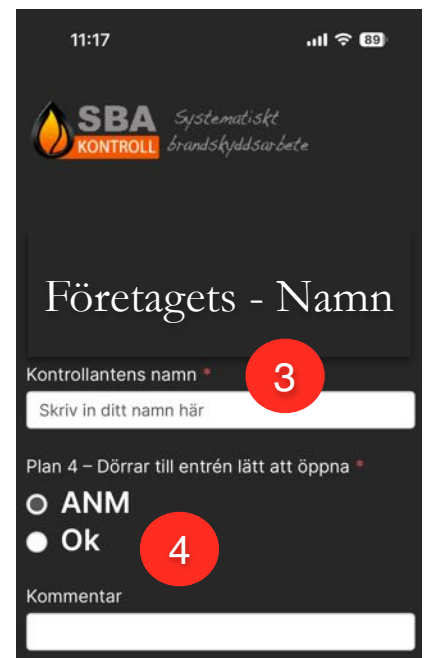 11:17
89
SBA Systematiskt
KONTROLL brandskyddsarbete
Företagets - Namn
3
Kontrollantens namn *
Skriv in ditt namn här
Plan 4 – Dörrar till entrén lätt att öppna *
ANM
Ok
4
Kommentar